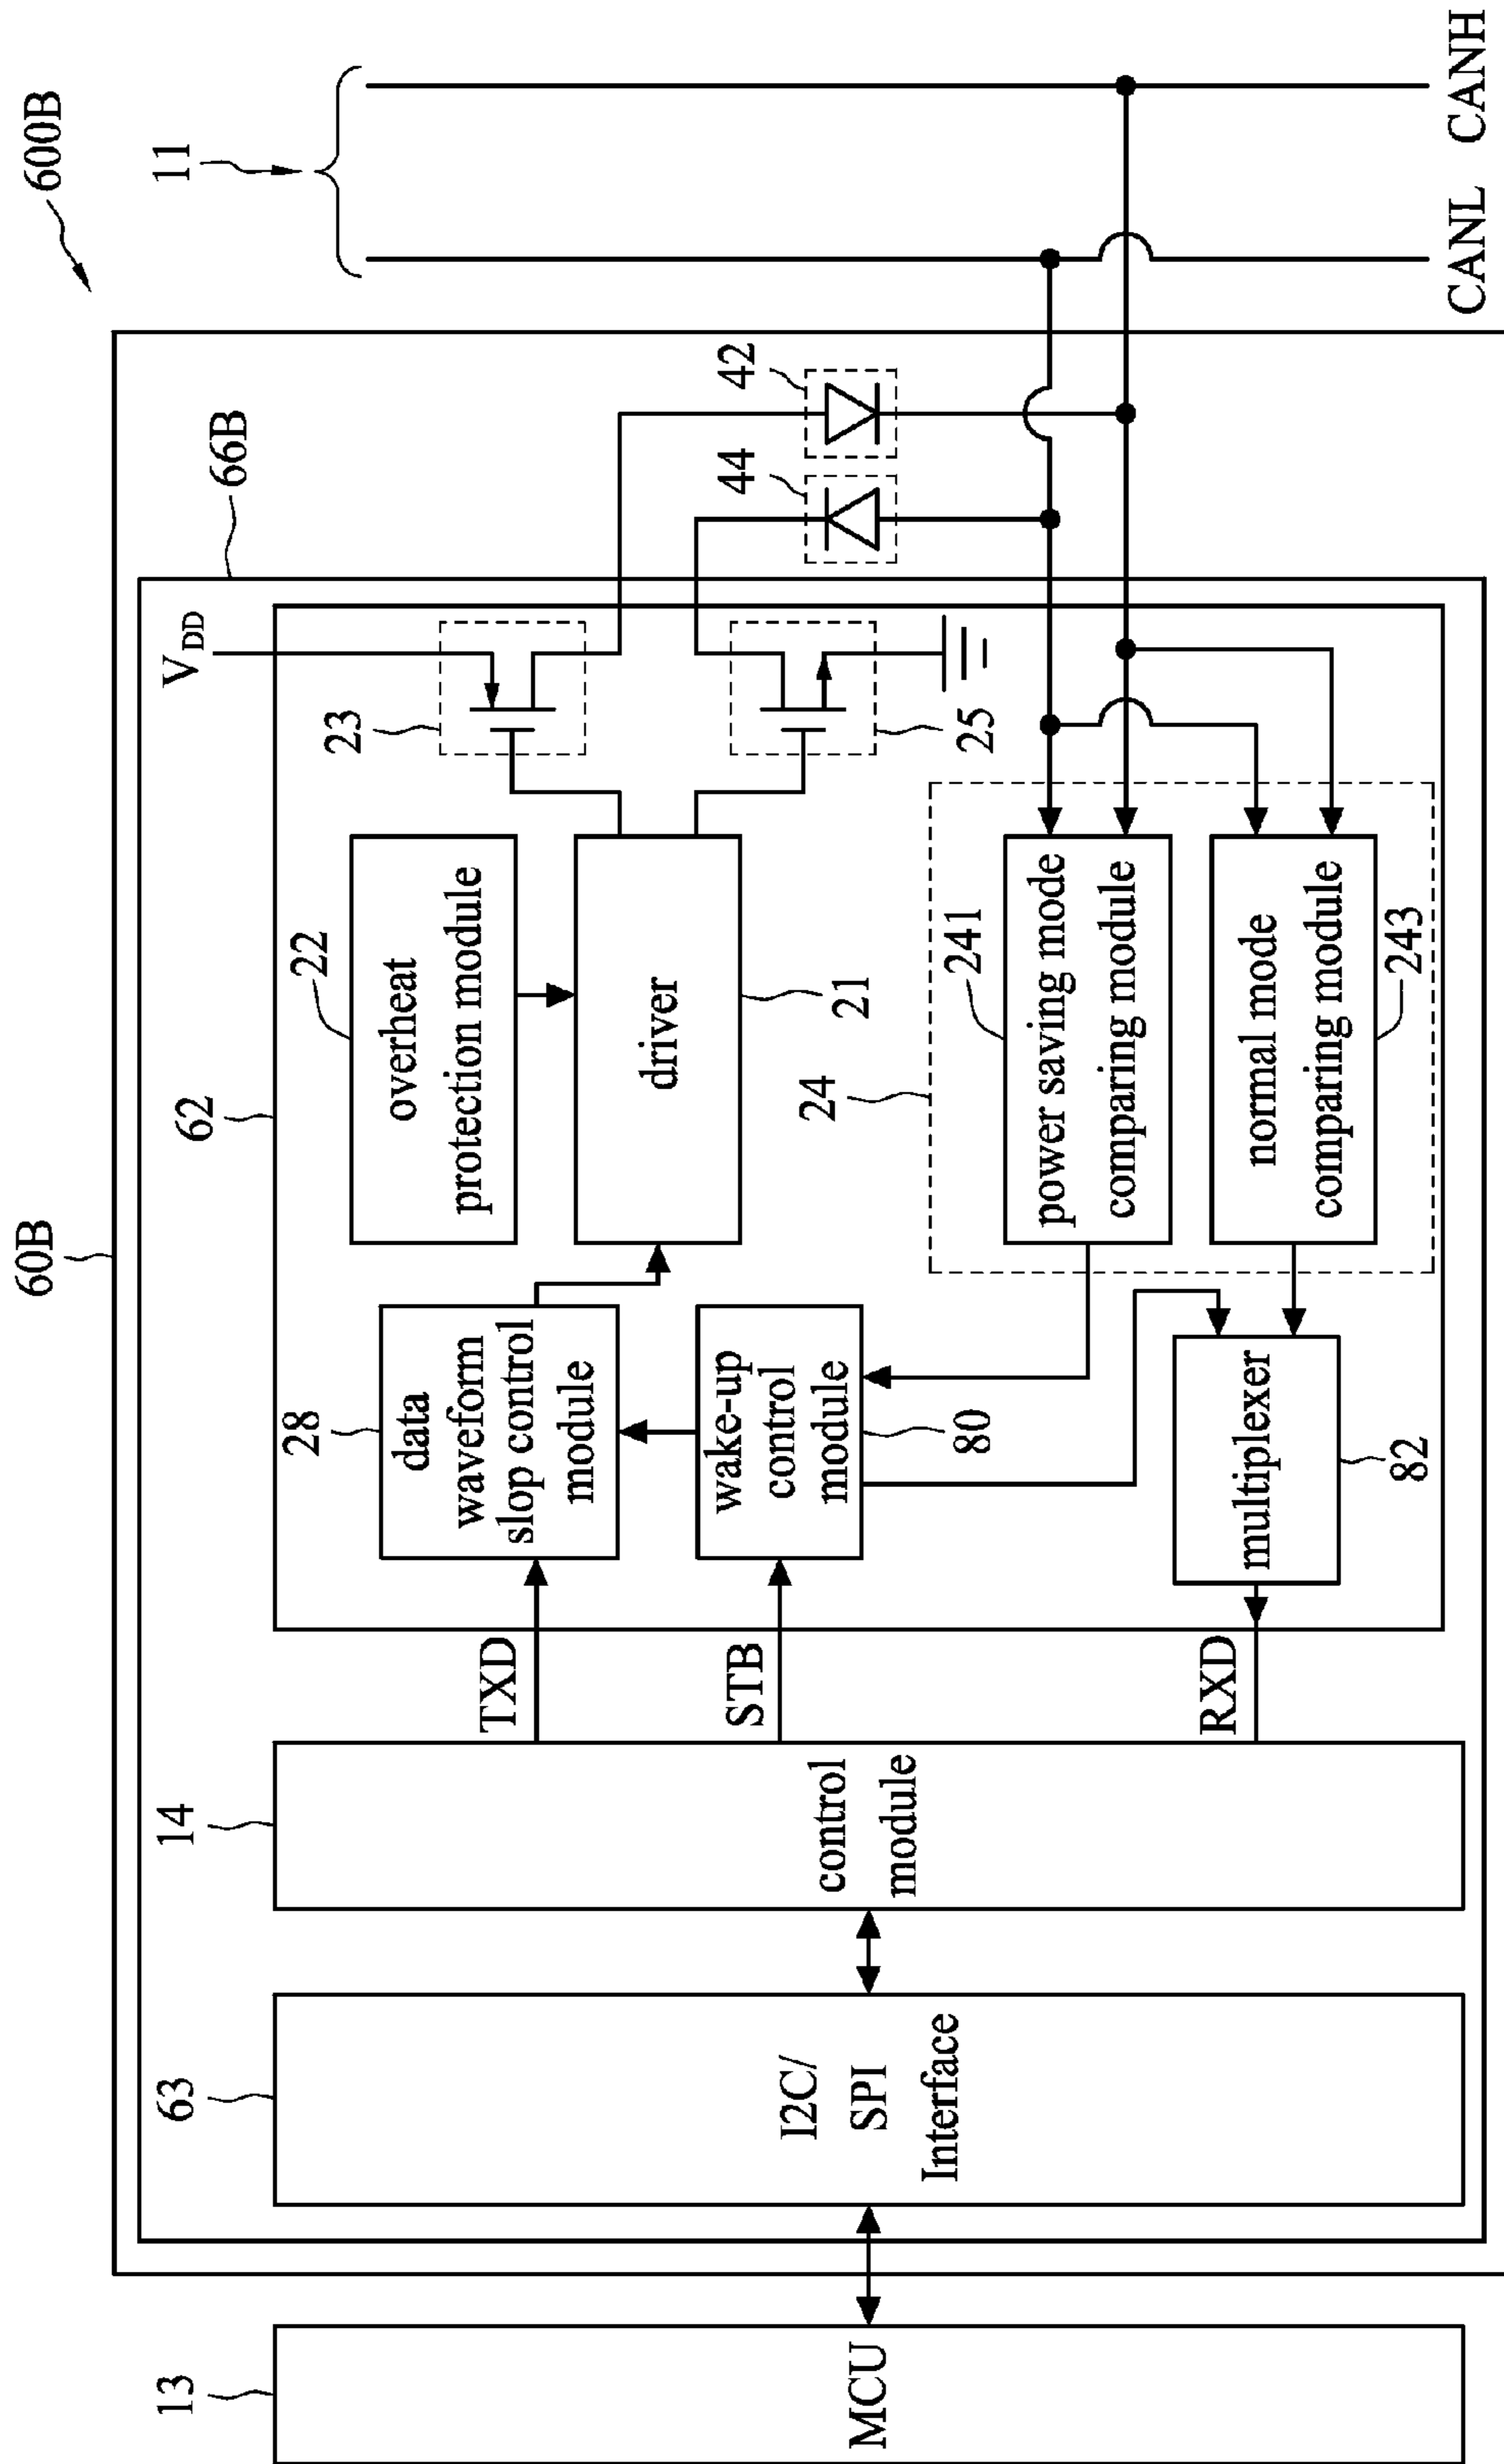 600B
60B
11
66B
62
V_DD
63
14
13
22
overheat
protection module
23
28
data
waveform
slop control
module
driver
21
42
44
TXD
STB
wake-up
control
module
80
25
24
241
power saving mode
comparing module
control
module
I2C/
SPI
Interface
MCU
RXD
multiplexer
82
normal mode
comparing module
243
CANL
CANH